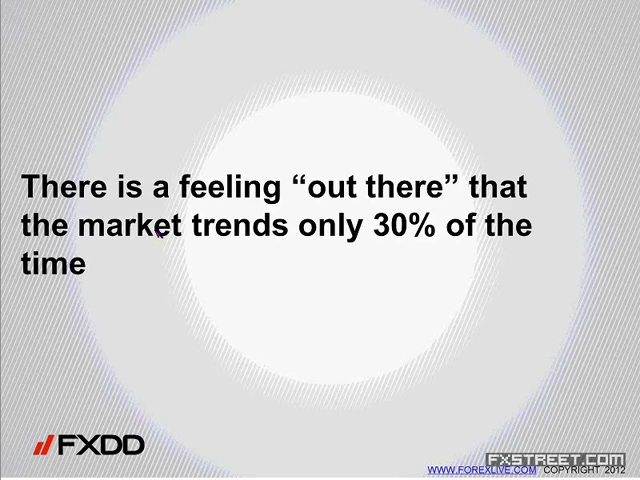 There is a feeling “out there” that
the market trends only 30% of the
time
FXDD
FXSTREET.COM
WWW.FOREXLIVE.COM COPYRIGHT 2012